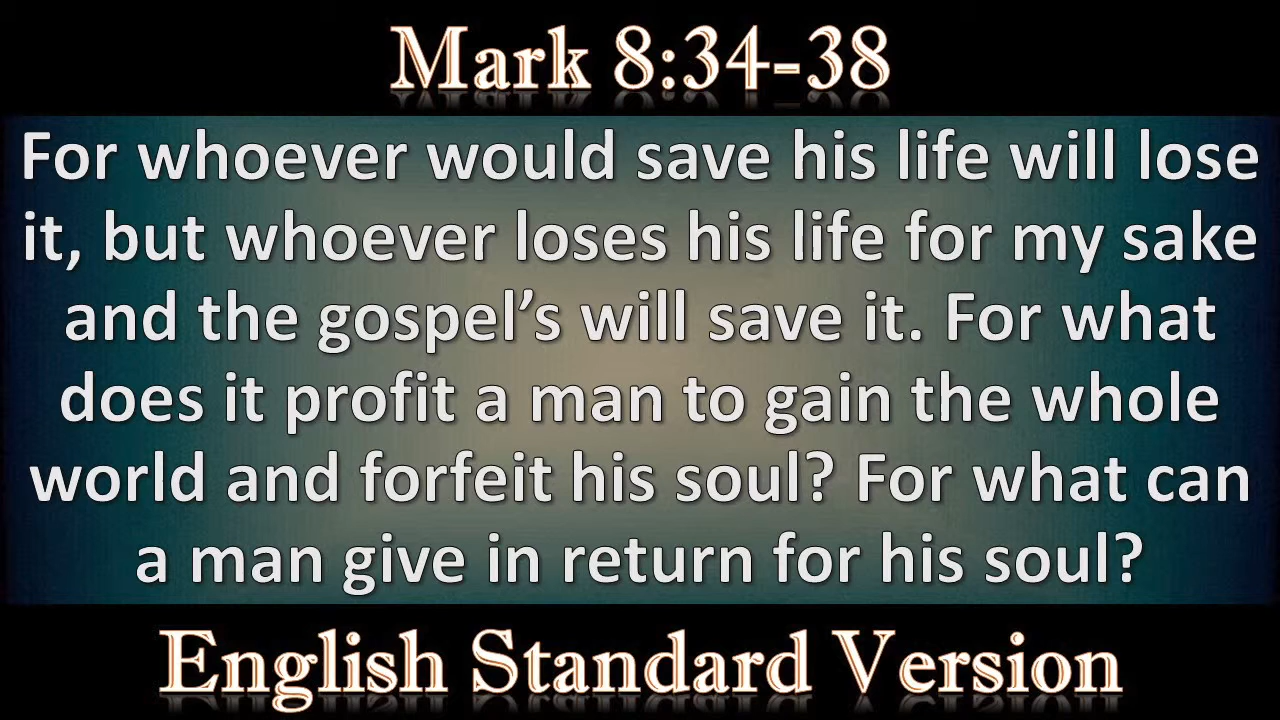 Mark 8:34-38
For whoever would save his life will lose
it, but whoever loses his life for my sake
and the gospel’s will save it. For what
does it profit a man to gain the whole
world and forfeit his soul? For what can
a man give in return for his soul?
English Standard Version